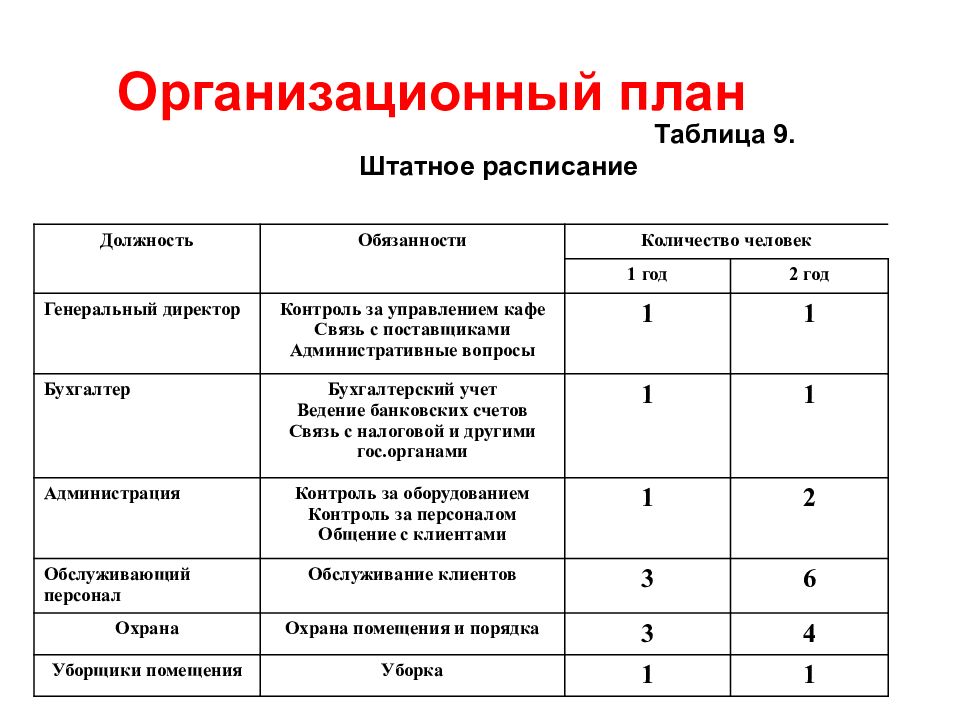 Организационный план
Таблица 9.
Штатное расписание
Должность
Обязанности
Количество человек
1 год
2 год
Генеральный директор
Контроль за управлением кафе
Связь с поставщиками
Административные вопросы
1
1
Бухгалтер
Бухгалтерский учет
Ведение банковских счетов
Связь с налоговой и другими
гос.органами
1
1
Администрация
Контроль за оборудованием
Контроль за персоналом
Общение с клиентами
1
2
Обслуживающий
персонал
Обслуживание клиентов
3
6
Охрана
Охрана помещения и порядка
3
4
Уборщики помещения
Уборка
1
1